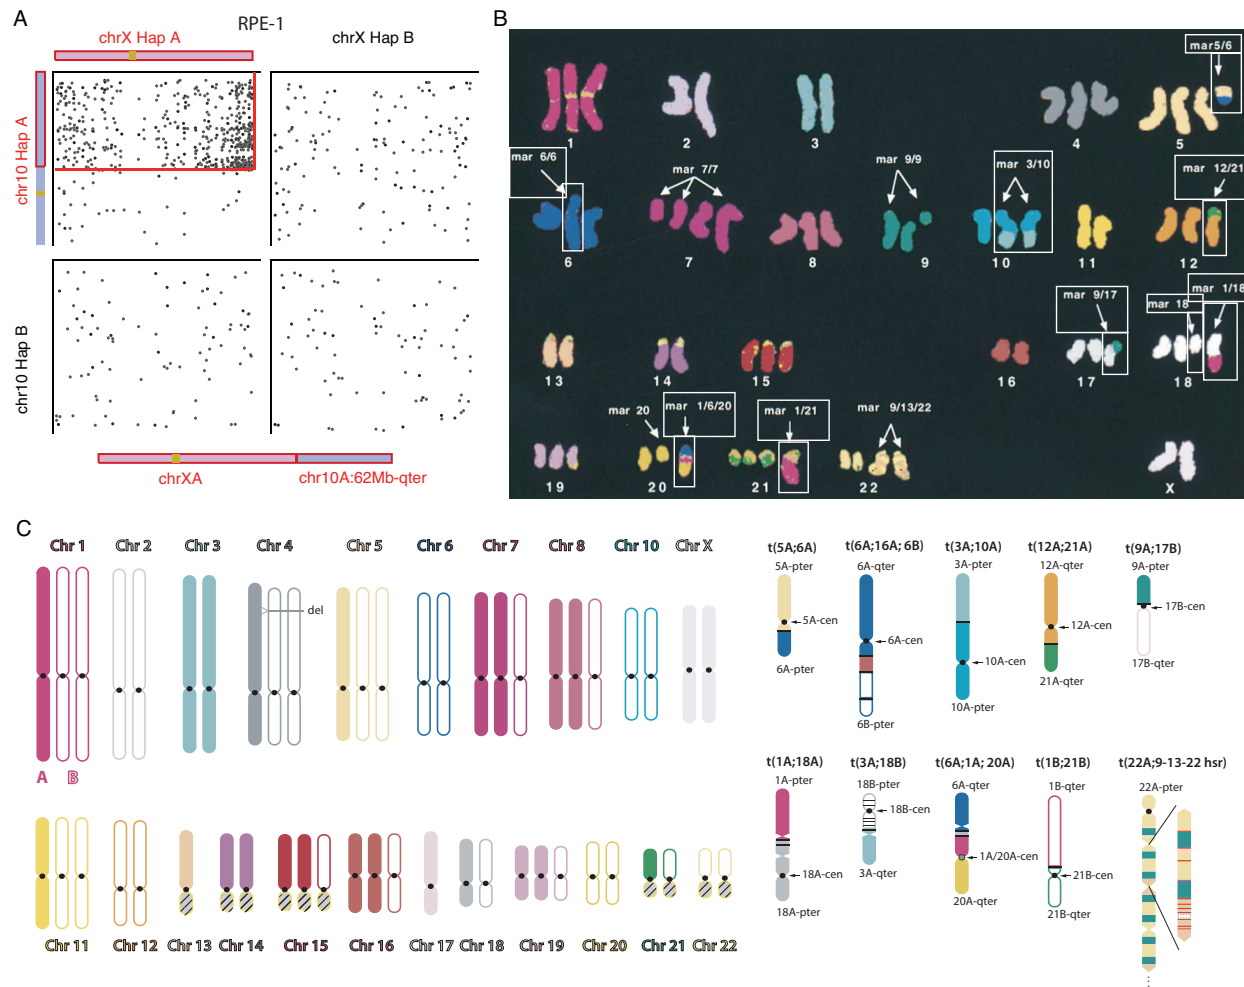 A
RPE-1
chrX Hap A
chrX Hap B
chr10 Hap A
chr10 Hap B
chrXA
chr10A:62Mb-qter
B
mar5/6
1
2
3
4
5
mar 6/6
mar 7/7
mar 9/9
mar 3/10
mar 12/21
6
7
8
9
10
11
12
mar 9/17
mar 18
mar 1/18
13
14
15
16
17
18
mar 20
mar 1/6/20
mar 1/21
mar 9/13/22
19
20
21
22
X
C
Chr 1
Chr 2
Chr 3
Chr 4
Chr 5
Chr 6
Chr 7
Chr 8
Chr 10
Chr X
del
A
B
Chr 11
Chr 12
Chr 13
Chr 14
Chr 15
Chr 16
Chr 17
Chr 18
Chr 19
Chr 20
Chr 21
Chr 22
t(5A;6A)
5A-pter
5A-cen
6A-pter
t(6A;16A; 6B)
6A-qter
6A-cen
6B-pter
t(3A;10A)
3A-pter
10A-cen
10A-pter
t(12A;21A)
12A-qter
12A-cen
21A-qter
t(9A;17B)
9A-pter
17B-cen
17B-qter
t(1A;18A)
1A-pter
18A-cen
18A-pter
t(3A;18B)
18B-pter
18B-cen
3A-qter
t(6A;1A; 20A)
6A-qter
1A/20A-cen
20A-qter
t(1B;21B)
1B-qter
21B-cen
21B-qter
t(22A;9-13-22 hsr)
22A-pter